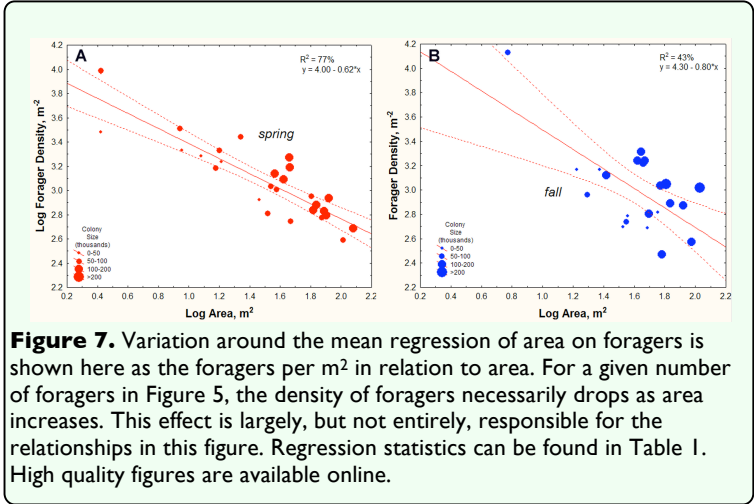 A
R² = 77%
y = 4.00 - 0.62*x
spring
Log Forager Density, m⁻²
4.2
4.0
3.8
3.6
3.4
3.2
3.0
2.8
2.6
2.4
2.2
Colony
Size
(thousands)
0-50
50-100
100-200
>200
0.2 0.4 0.6 0.8 1.0 1.2 1.4 1.6 1.8 2.0 2.2
Log Area, m²
B
R² = 43%
y = 4.30 - 0.80*x
fall
Forager Density, m⁻²
4.2
4.0
3.8
3.6
3.4
3.2
3.0
2.8
2.6
2.4
2.2
Colony
Size
(thousands)
0-50
50-100
100-200
>200
0.2 0.4 0.6 0.8 1.0 1.2 1.4 1.6 1.8 2.0 2.2
Log Area, m²
Figure 7. Variation around the mean regression of area on foragers is
shown here as the foragers per m² in relation to area. For a given number
of foragers in Figure 5, the density of foragers necessarily drops as area
increases. This effect is largely, but not entirely, responsible for the
relationships in this figure. Regression statistics can be found in Table 1.
High quality figures are available online.